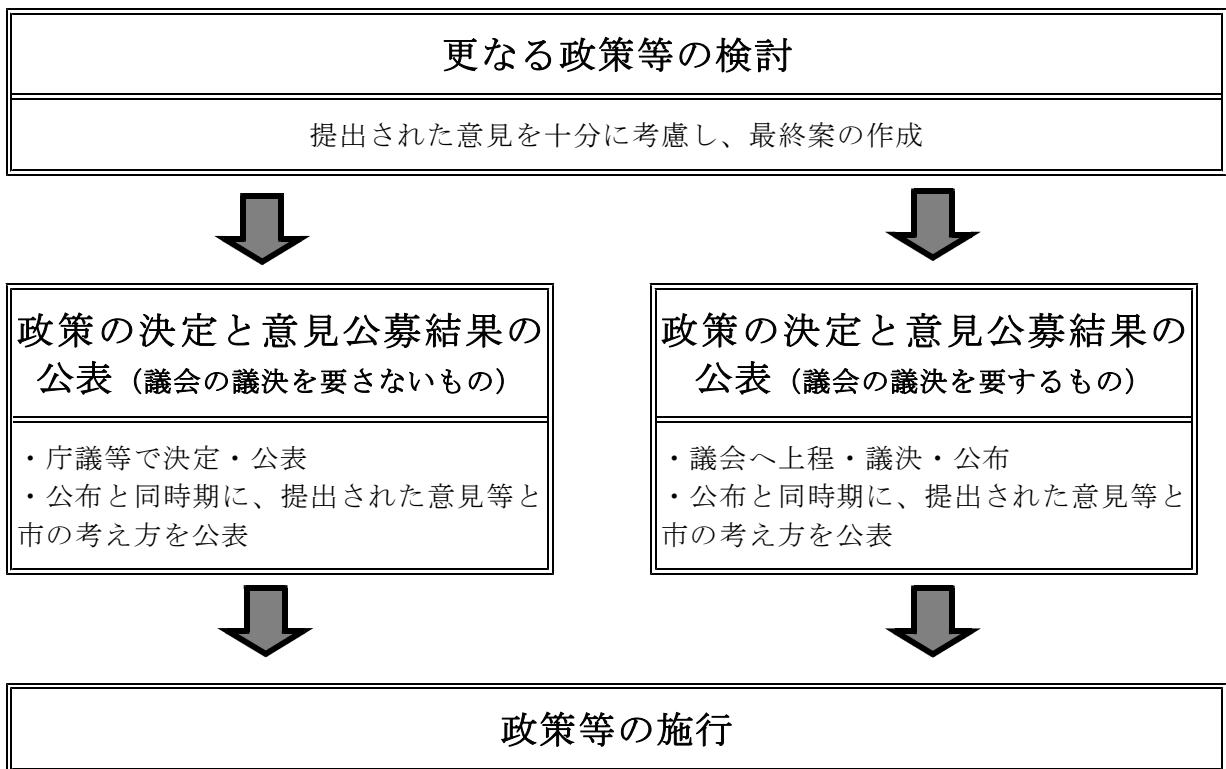 更なる政策等の検討
提出された意見を十分に考慮し、最終案の作成
政策の決定と意見公募結果の
公表（議会の議決を要さないもの）
・庁議等で決定・公表
・公布と同時期に、提出された意見等と
市の考え方を公表
政策の決定と意見公募結果の
公表（議会の議決を要するもの）
・議会へ上程・議決・公布
・公布と同時期に、提出された意見等と
市の考え方を公表
政策等の施行